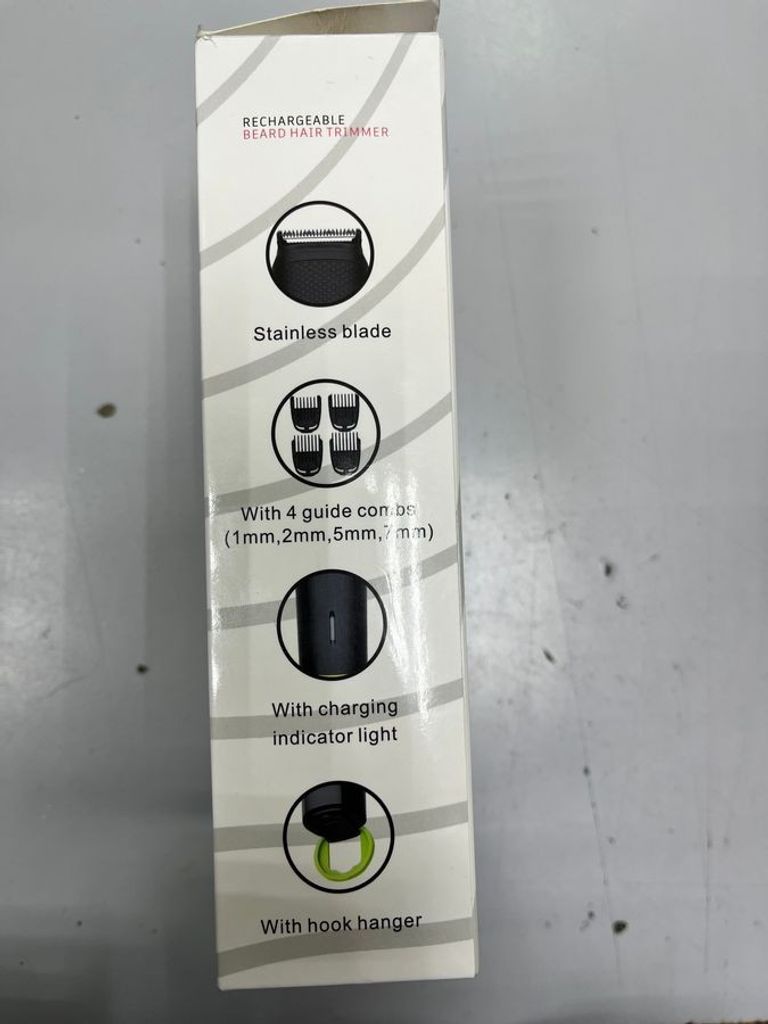 RECHARGEABLE
BEARD HAIR TRIMMER
Stainless blade
With 4 guide combs
(1mm,2mm,5mm,7mm)
With charging
indicator light
With hook hanger